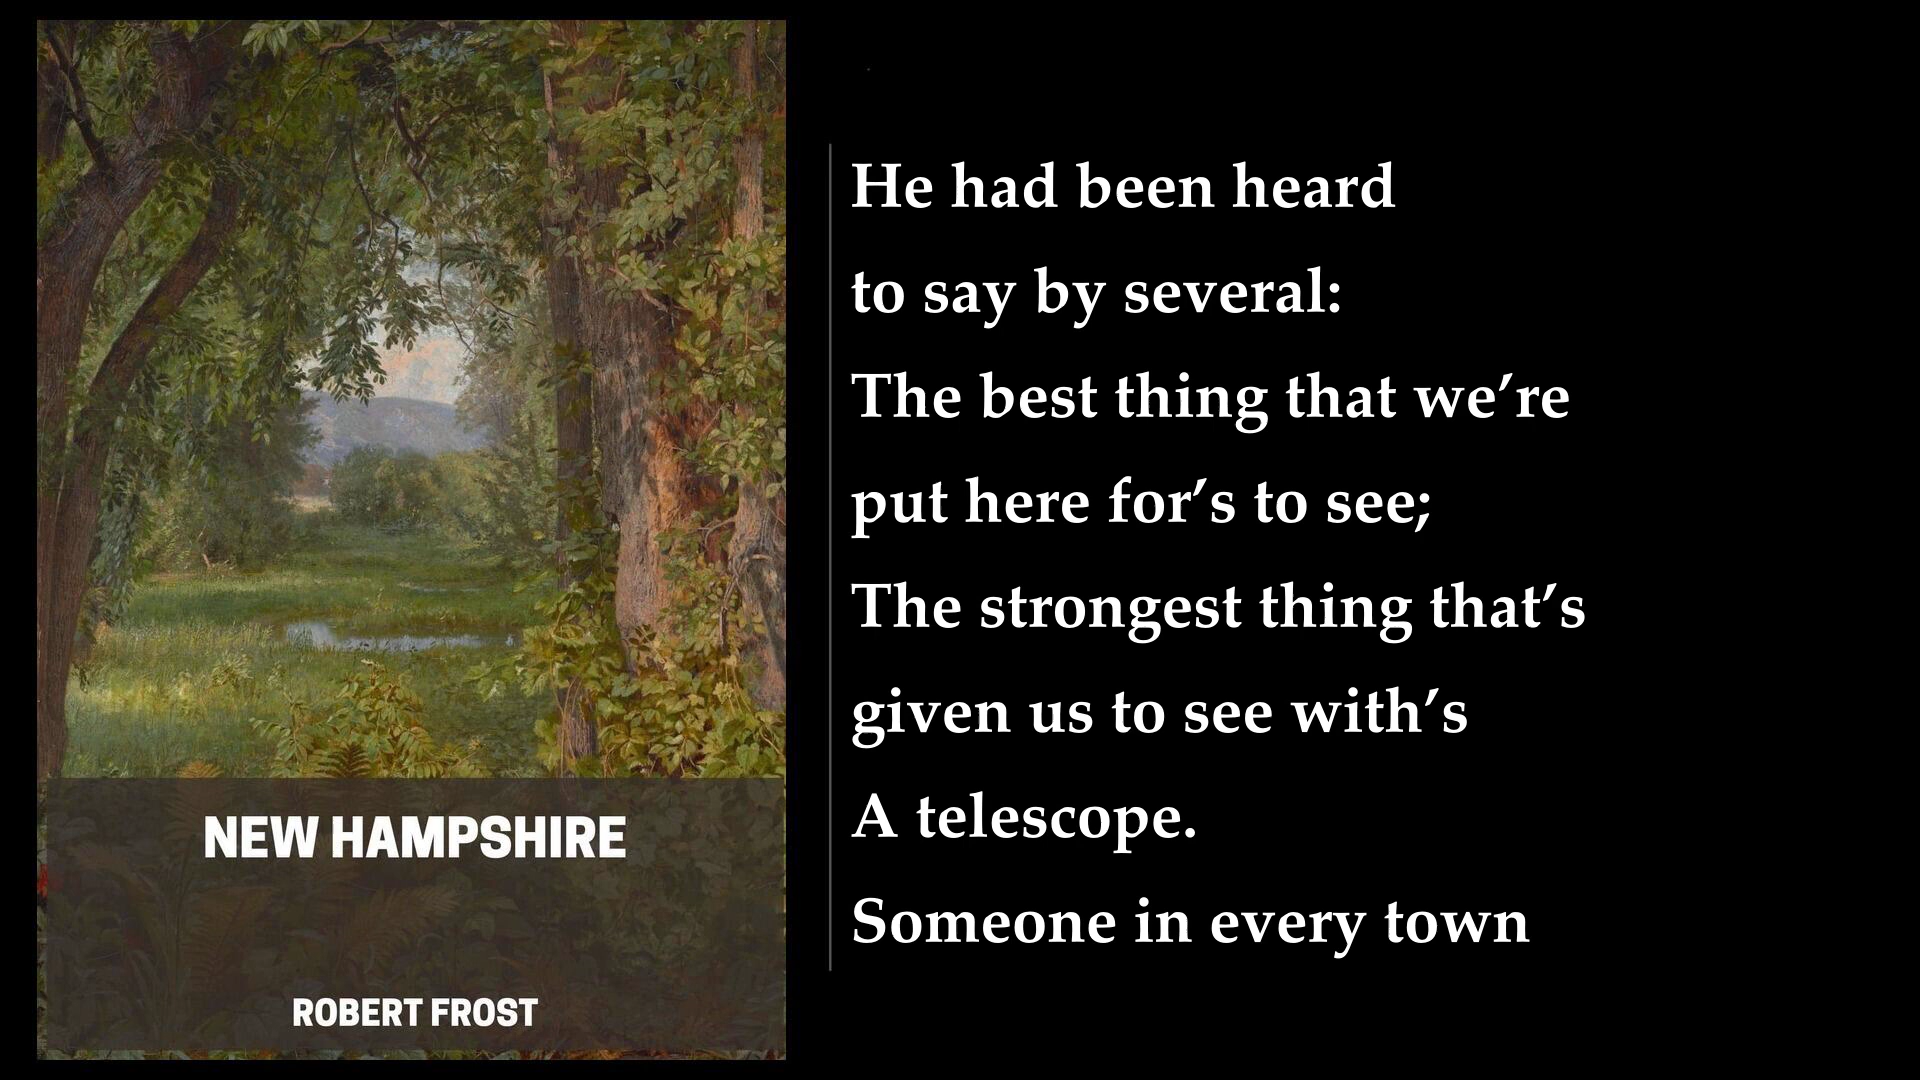 NEW HAMPSHIRE
ROBERT FROST
He had been heard
to say by several:
The best thing that we’re
put here for’s to see;
The strongest thing that’s
given us to see with’s
A telescope.
Someone in every town